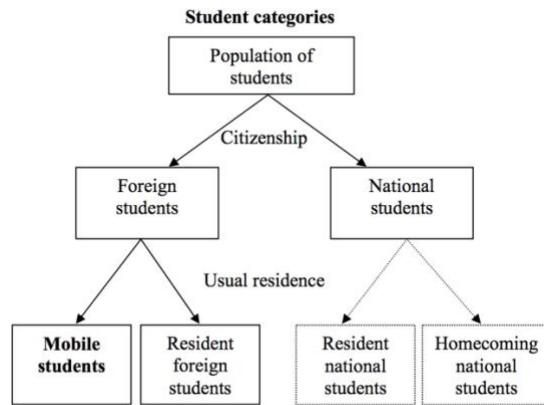 Student categories
Population of
students
Citizenship
Foreign
students
National
students
Usual residence
Mobile
students
Resident
foreign
students
Resident
national
students
Homecoming
national
students